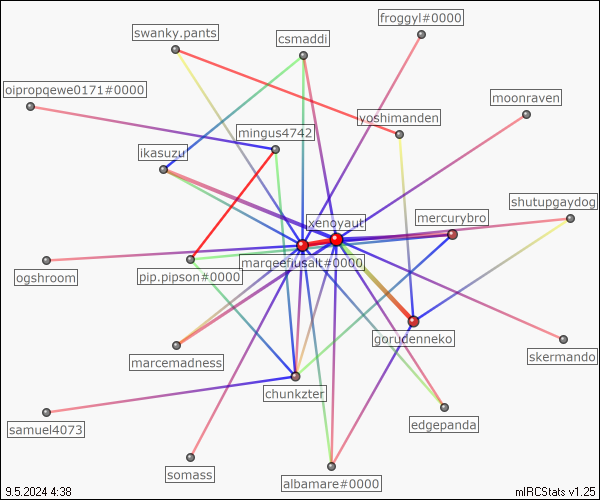 froggyl#0000
swanky.pants
csmaddi
oipropqewe0171#0000
moonraven
yoshimanden
mingus4742
ikasuzu
shutupgaydog
xenoyaut
mercurybro
marqeefiusalt#0000
ogshroom
pip.pipson#0000
gorudenneko
skermando
marcemadness
chunkzter
edgepanda
samuel4073
somass
albamare#0000
9.5.2024 4:38
mIRCStats v1.25